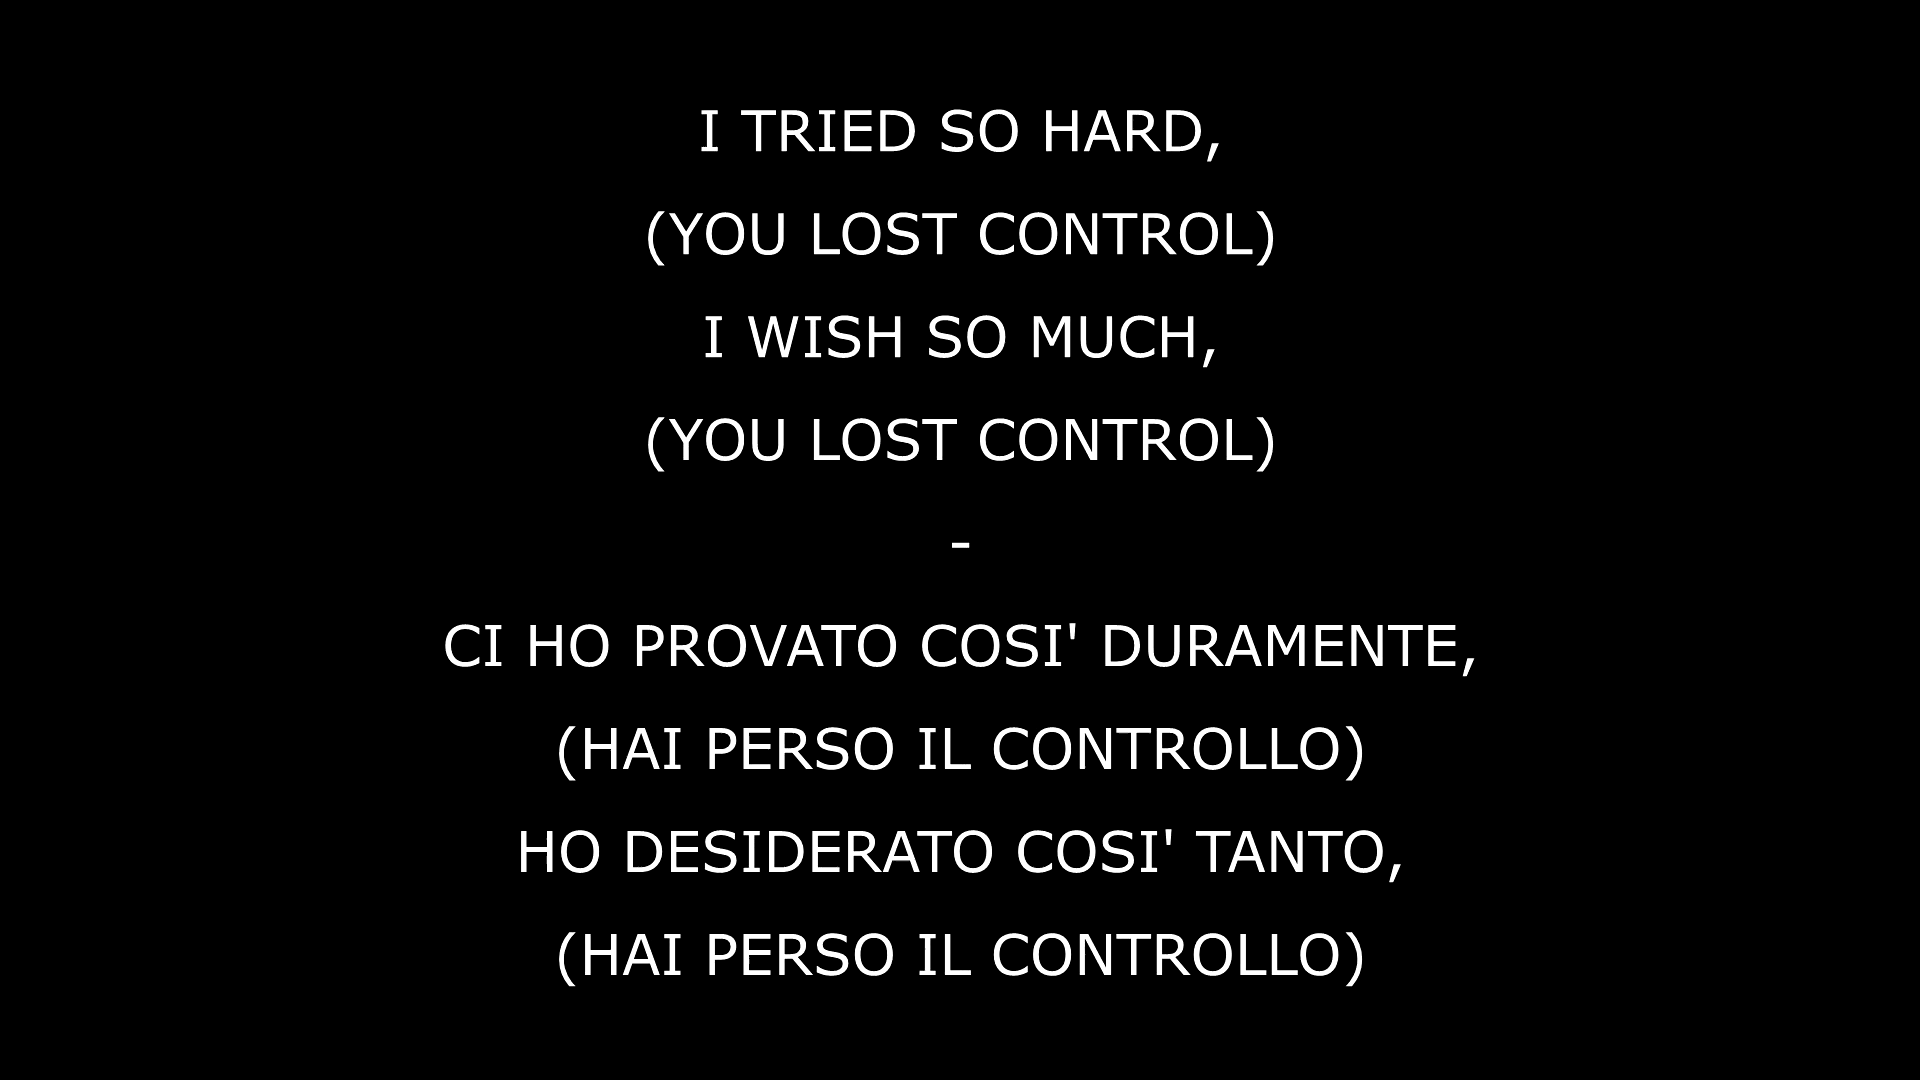 I TRIED SO HARD,
(YOU LOST CONTROL)
I WISH SO MUCH,
(YOU LOST CONTROL)
-
CI HO PROVATO COSI' DURAMENTE,
(HAI PERSO IL CONTROLLO)
HO DESIDERATO COSI' TANTO,
(HAI PERSO IL CONTROLLO)